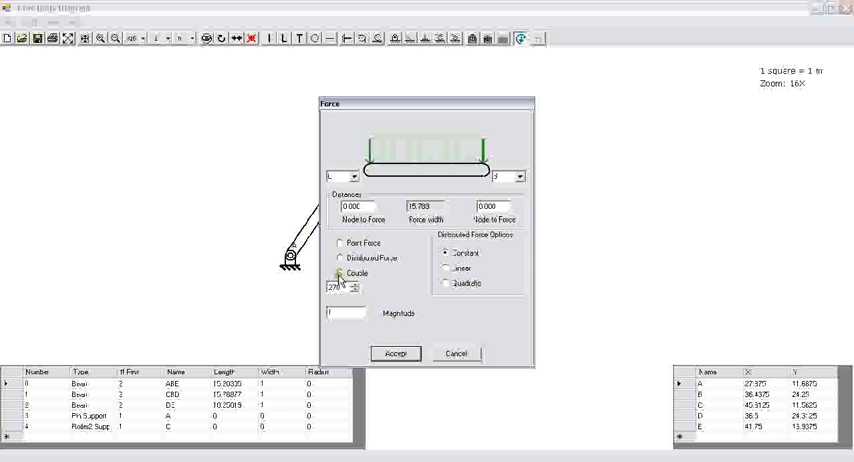 1 square = 1 m
Zoom: 16X
Force
Distances
0.000
15.789
0.000
Node to Force
Force width
Node to Force
Point Force
Distributed Force
Couple
270
Magnitude
Distributed Force Options
Constant
Linear
Quadratic
Accept
Cancel
Number Type Name Length Width Radius
0 Beam 2 ABE 15.20335 1 0
1 Beam 2 CBD 15.78877 1 0
2 Beam 2 DE 10.25019 1 0
3 Pin Support 1 A 0 0 0
4 1 C 0 0 0
Name X Y
A 27.875 11.6875
B 36.4375 24.25
C 45.3125 11.5625
D 36.5 24.3125
E 41.75 15.9375